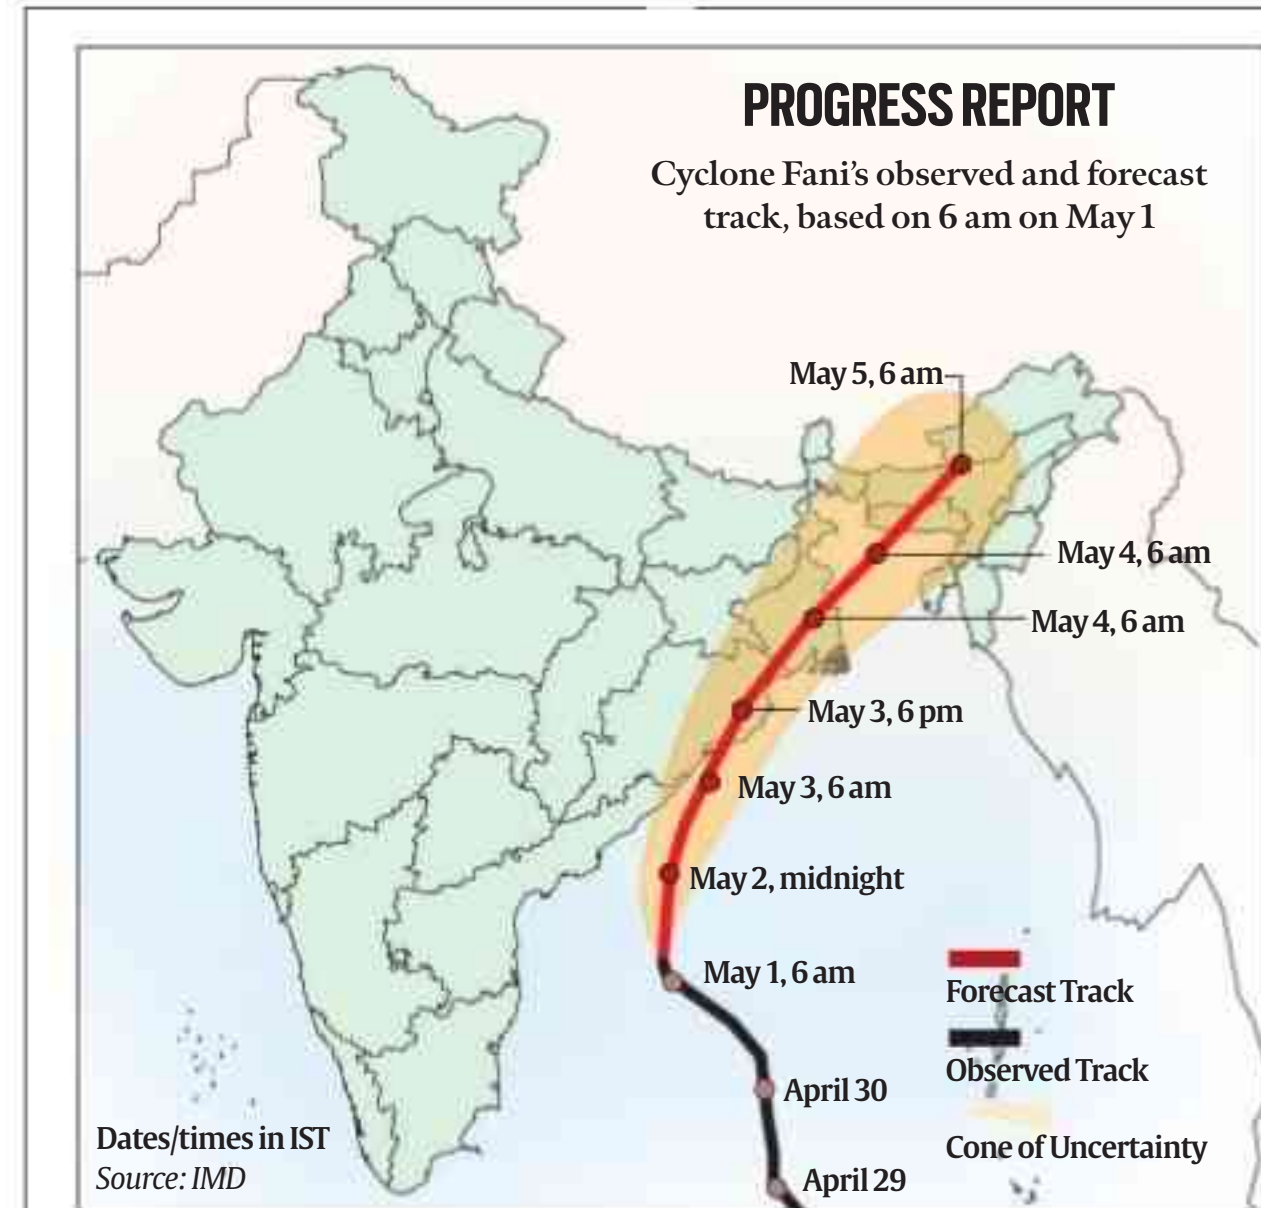 PROGRESS REPORT
Cyclone Fani's observed and forecast
track, based on 6 am on May 1
May 5, 6 am
May 4, 6 am
May 4, 6 am
May 3, 6 pm
May 3, 6 am
May 2, midnight
May 1, 6 am
April 30
April 29
Forecast Track
Observed Track
Cone of Uncertainty
Dates/times in IST
Source: IMD